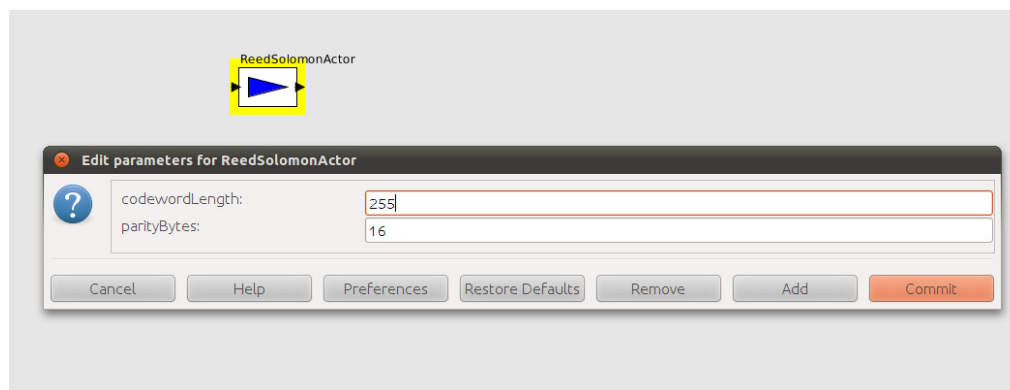 ReedSolomonActor
Edit parameters for ReedSolomonActor
codewordLength: 255
parityBytes: 16
Cancel Help Preferences Restore Defaults Remove Add Commit